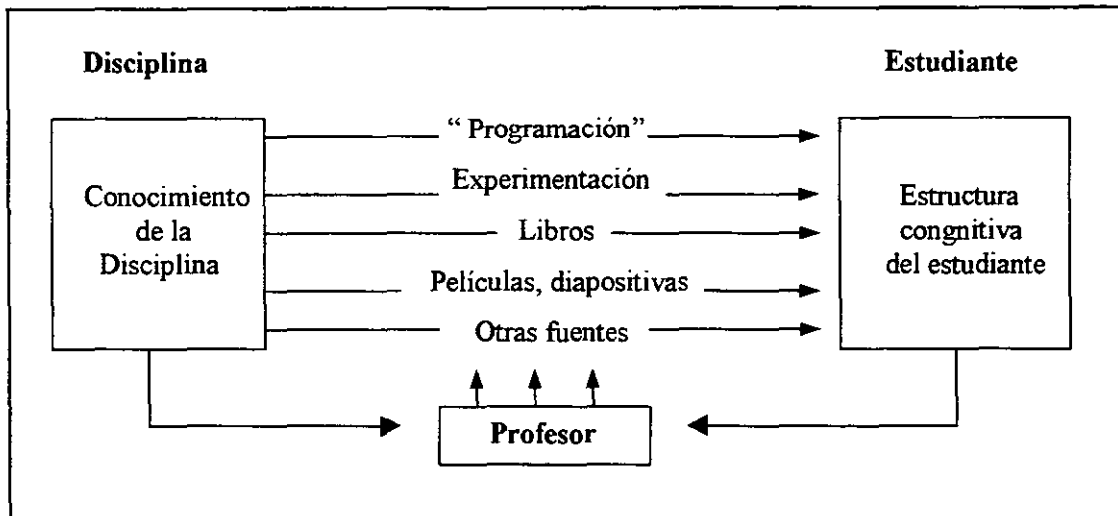 Disciplina
Estudiante
“ Programación”
Experimentación
Libros
Películas, diapositivas
Otras fuentes
Conocimiento
de la
Disciplina
Estructura
congnitiva
del estudiante
Profesor